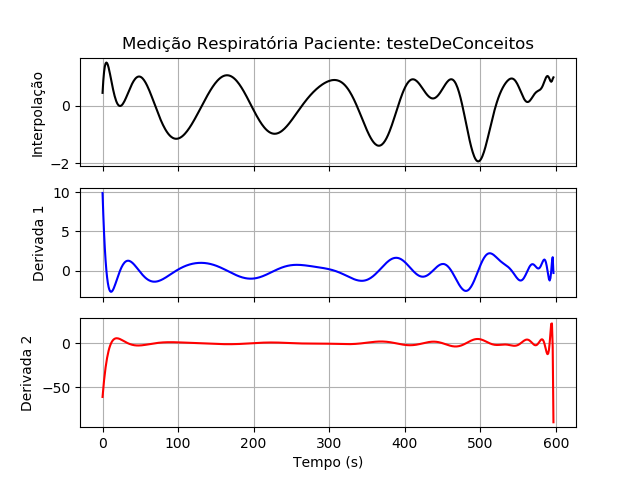 Medição Respiratória Paciente: testeDeConceitos
Interpolação
0
−2
Derivada 1
10
5
0
Derivada 2
0
−50
0 100 200 300 400 500 600
Tempo (s)